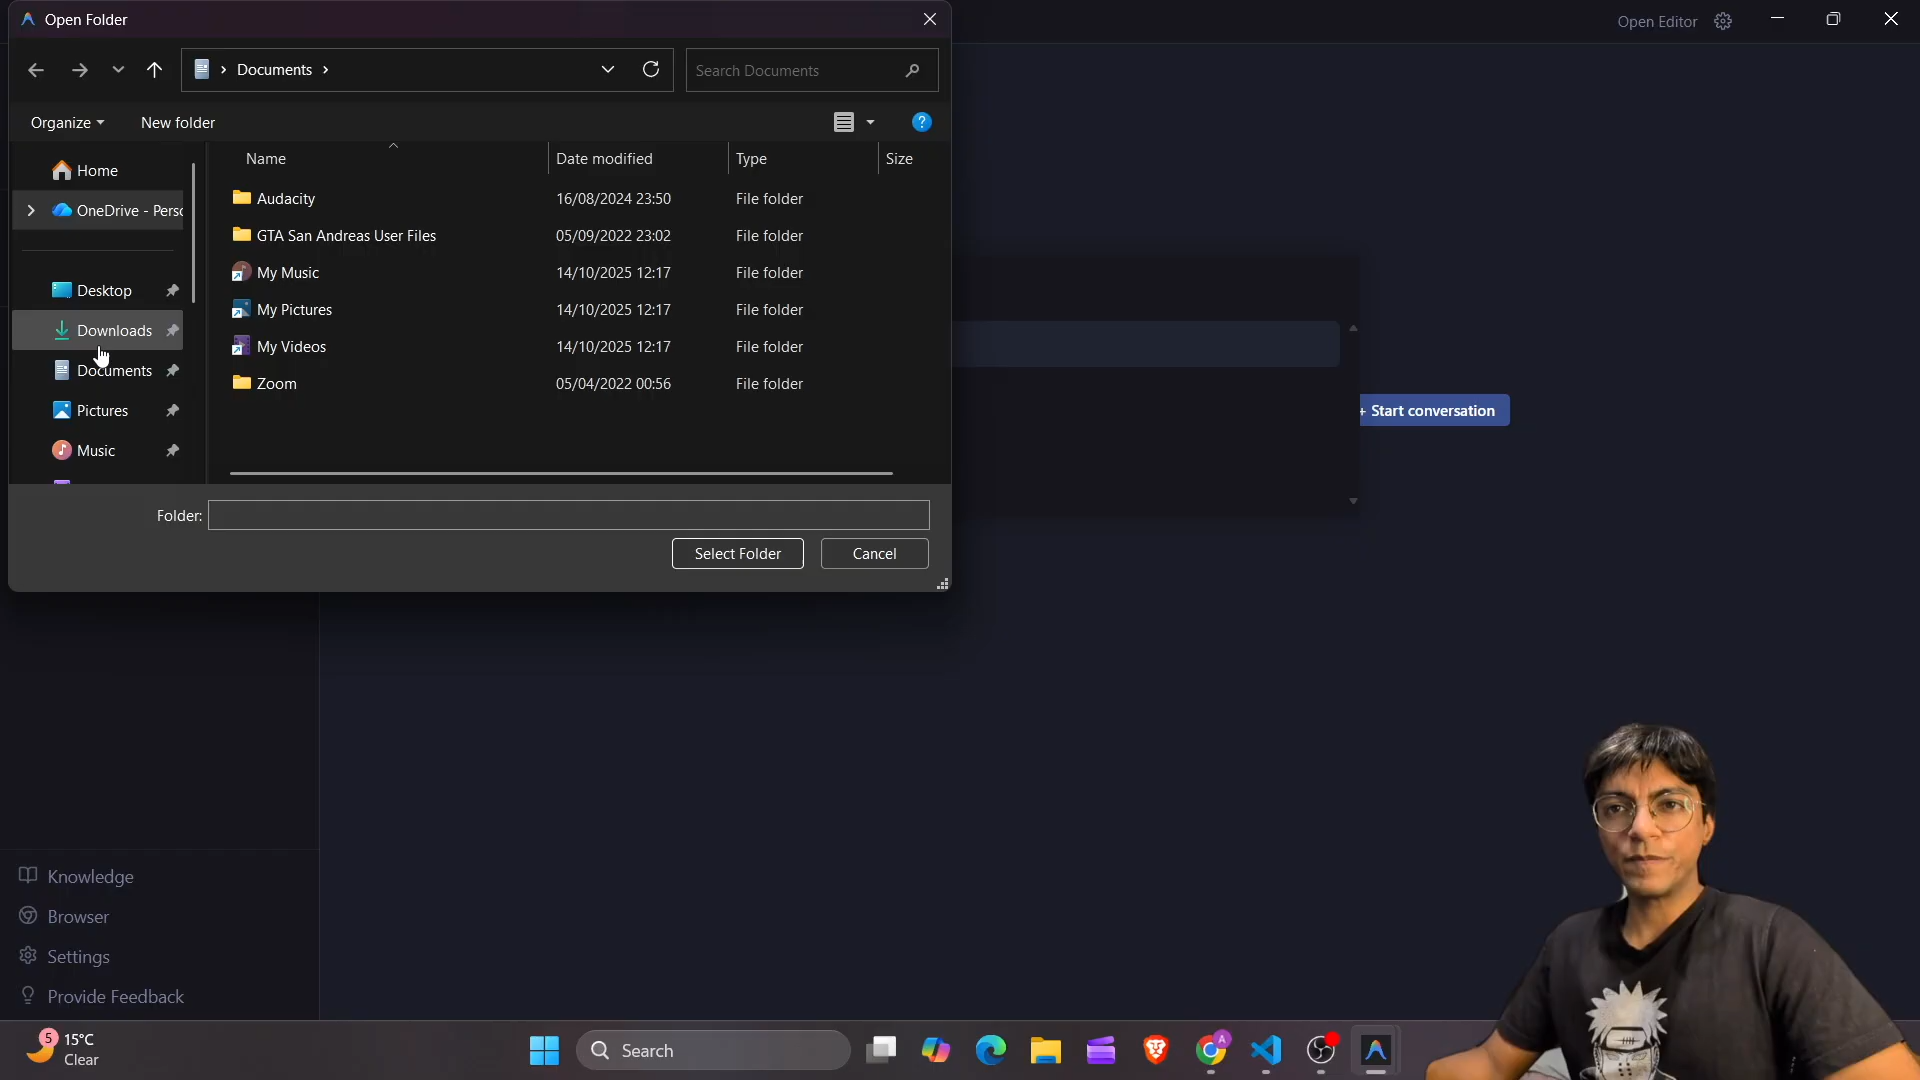 Open Folder
Open Editor
Documents
Search Documents
Organize
New folder
Name
Date modified
Type
Size
Home
OneDrive - Perso
Desktop
Downloads
Documents
Pictures
Music
Audacity 16/08/2024 23:50 File folder
GTA San Andreas User Files 05/09/2022 23:02 File folder
My Music 14/10/2025 12:17 File folder
My Pictures 14/10/2025 12:17 File folder
My Videos 14/10/2025 12:17 File folder
Zoom 05/04/2022 00:56 File folder
+ Start conversation
Folder:
Select Folder
Cancel
Knowledge
Browser
Settings
Provide Feedback
5
15°C
Clear
Search
A